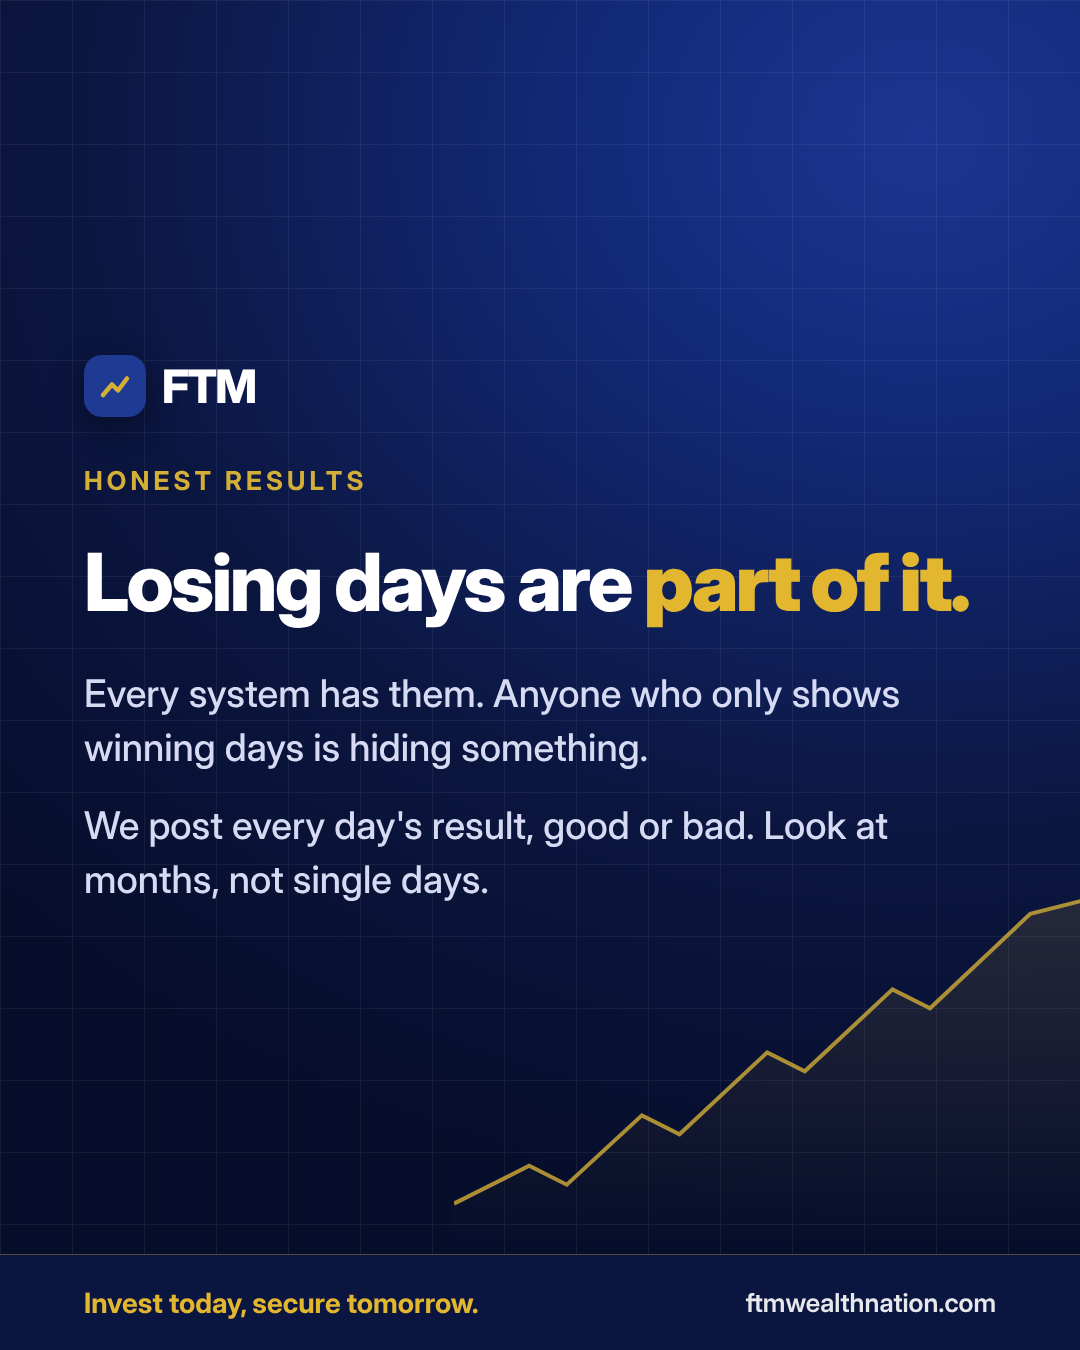 FTM
HONEST RESULTS
Losing days are part of it.
Every system has them. Anyone who only shows
winning days is hiding something.
We post every day's result, good or bad. Look at
months, not single days.
Invest today, secure tomorrow.
ftmwealthnation.com